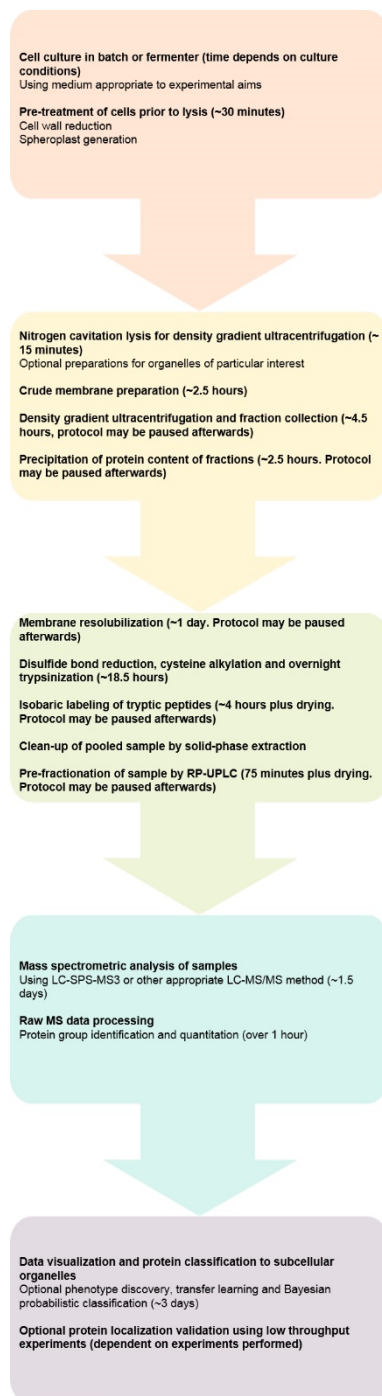 Cell culture in batch or fermenter (time depends on culture
conditions)
Using medium appropriate to experimental aims
Pre-treatment of cells prior to lysis (~30 minutes)
Cell wall reduction
Spheroplast generation
Nitrogen cavitation lysis for density gradient ultracentrifugation (~
15 minutes)
Optional preparations for organelles of particular interest
Crude membrane preparation (~2.5 hours)
Density gradient ultracentrifugation and fraction collection (~4.5
hours, protocol may be paused afterwards)
Precipitation of protein content of fractions (~2.5 hours. Protocol
may be paused afterwards)
Membrane resolubilization (~1 day. Protocol may be paused
afterwards)
Disulfide bond reduction, cysteine alkylation and overnight
trypsinization (~18.5 hours)
Isobaric labeling of tryptic peptides (~4 hours plus drying.
Protocol may be paused afterwards)
Clean-up of pooled sample by solid-phase extraction
Pre-fractionation of sample by RP-UPLC (75 minutes plus drying.
Protocol may be paused afterwards)
Mass spectrometric analysis of samples
Using LC-SPS-MS3 or other appropriate LC-MS/MS method (~1.5
days)
Raw MS data processing
Protein group identification and quantitation (over 1 hour)
Data visualization and protein classification to subcellular
organelles
Optional phenotype discovery, transfer learning and Bayesian
probabilistic classification (~3 days)
Optional protein localization validation using low throughput
experiments (dependent on experiments performed)